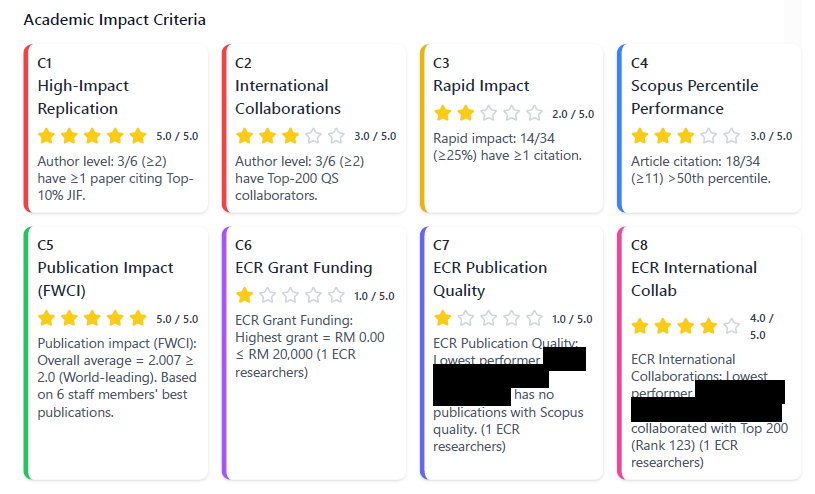 Academic Impact Criteria
C1
High-Impact
Replication
5.0 / 5.0
Author level: 3/6 (≥2)
have ≥1 paper citing Top-
10% JIF.
C2
International
Collaborations
3.0 / 5.0
Author level: 3/6 (≥2)
have Top-200 QS
collaborators.
C3
Rapid Impact
2.0 / 5.0
Rapid impact: 14/34
(≥25%) have ≥1 citation.
C4
Scopus Percentile
Performance
3.0 / 5.0
Article citation: 18/34
(≥11) >50th percentile.
C5
Publication Impact
(FWCI)
5.0 / 5.0
Publication impact (FWCI):
Overall average = 2.007 ≥
2.0 (World-leading). Based
on 6 staff members' best
publications.
C6
ECR Grant Funding
1.0 / 5.0
ECR Grant Funding:
Highest grant = RM 0.00
≤ RM 20,000 (1 ECR
researchers)
C7
ECR Publication
Quality
1.0 / 5.0
ECR Publication Quality:
Lowest performer
has no
publications with Scopus
quality. (1 ECR
researchers)
C8
ECR International
Collab
4.0 /
5.0
ECR International
Collaborations: Lowest
performer
collaborated with Top 200
(Rank 123) (1 ECR
researchers)